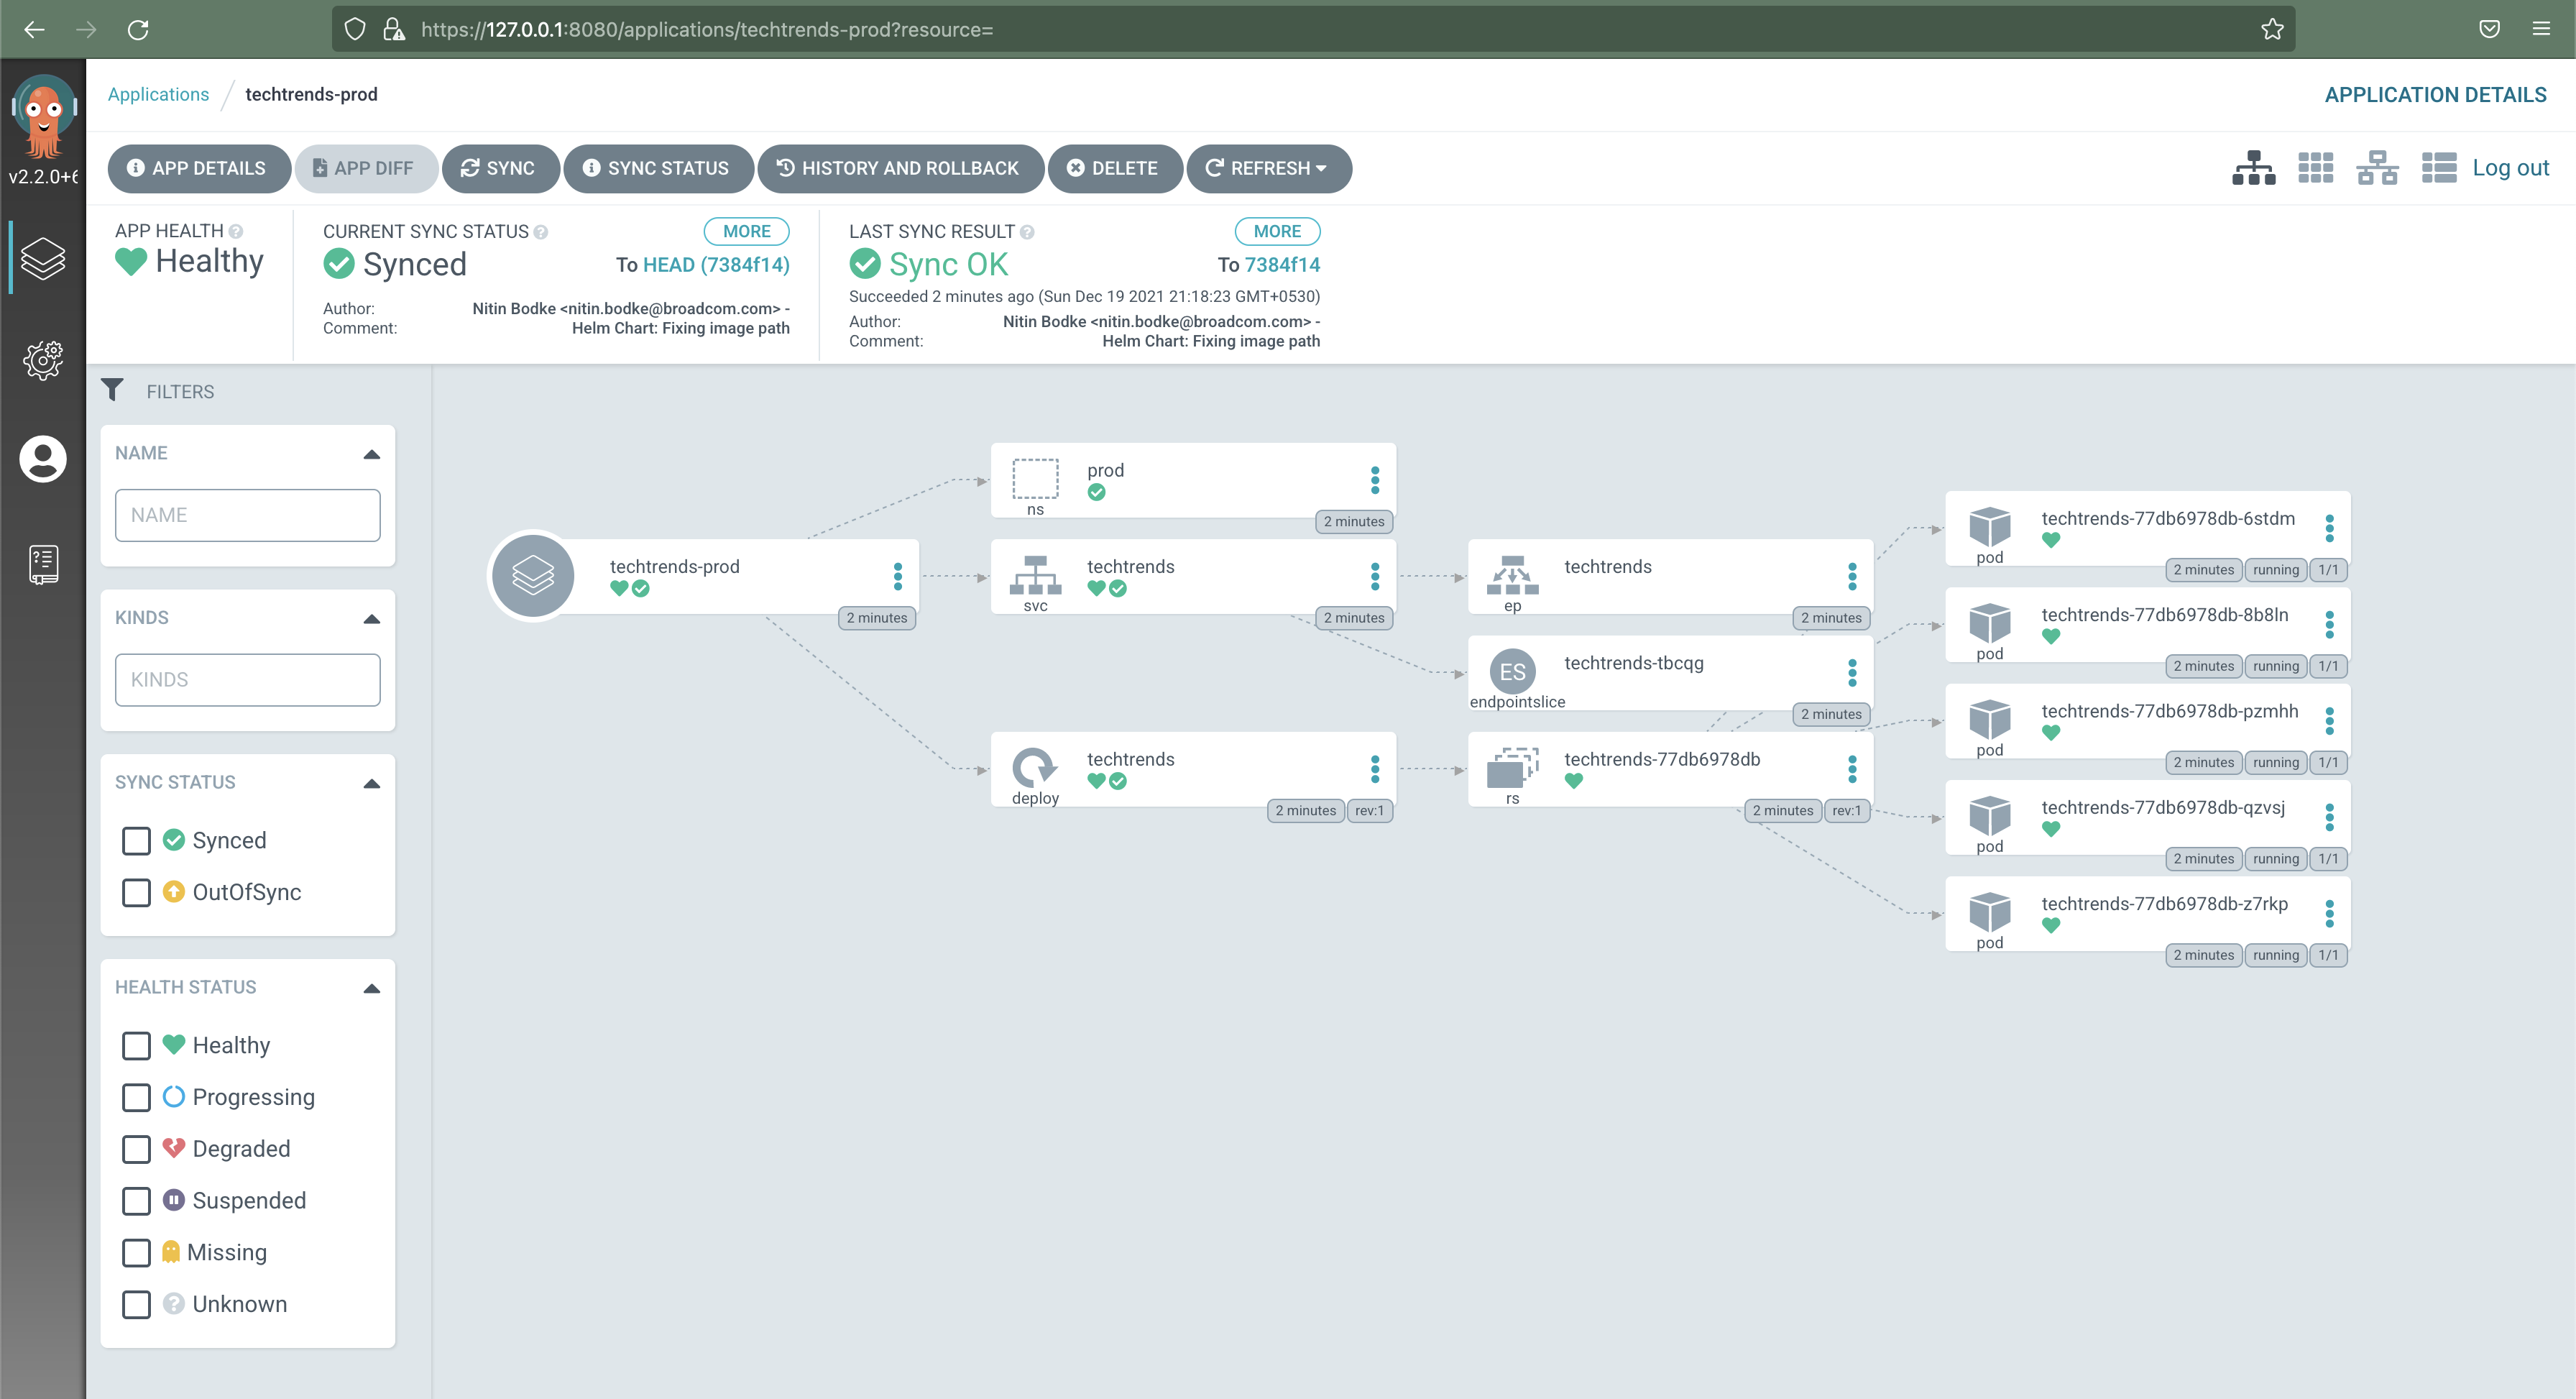 https://127.0.0.1:8080/applications/techtrends-prod?resource=
v2.2.0+6
Applications / techtrends-prod
APPLICATION DETAILS
APP DETAILS
APP DIFF
SYNC
SYNC STATUS
HISTORY AND ROLLBACK
DELETE
REFRESH
Log out
APP HEALTH
Healthy
CURRENT SYNC STATUS
MORE
Synced
To HEAD (7384f14)
Author: Nitin Bodke <nitin.bodke@broadcom.com> -
Comment: Helm Chart: Fixing image path
LAST SYNC RESULT
MORE
Sync OK
To 7384f14
Succeeded 2 minutes ago (Sun Dec 19 2021 21:18:23 GMT+0530)
Author: Nitin Bodke <nitin.bodke@broadcom.com> -
Comment: Helm Chart: Fixing image path
FILTERS
NAME
NAME
KINDS
KINDS
SYNC STATUS
Synced
OutOfSync
HEALTH STATUS
Healthy
Progressing
Degraded
Suspended
Missing
Unknown
techtrends-prod
2 minutes
prod
ns
2 minutes
techtrends
svc
2 minutes
techtrends
deploy
2 minutes rev:1
techtrends
ep
2 minutes
ES
techtrends-tbcqg
endpointslice
2 minutes
techtrends-77db6978db
rs
2 minutes rev:1
techtrends-77db6978db-6stdm
pod
2 minutes running 1/1
techtrends-77db6978db-8b8ln
pod
2 minutes running 1/1
techtrends-77db6978db-pzmhh
pod
2 minutes running 1/1
techtrends-77db6978db-qzvsj
pod
2 minutes running 1/1
techtrends-77db6978db-z7rkp
pod
2 minutes running 1/1